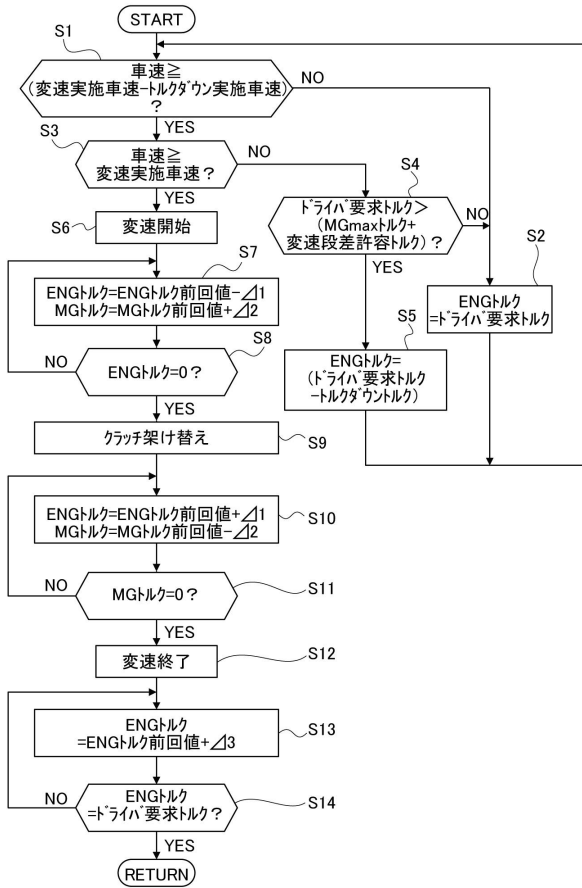 START
S1
車速≧
(変速実施車速-トルクダウン実施車速)
?
NO
YES
S3
車速≧
変速実施車速?
NO
YES
S4
ドライバ要求トルク>
(MGmaxトルク+
変速段差許容トルク)?
NO
YES
S2
ENGトルク
=ドライバ要求トルク
S5
ENGトルク=
(ドライバ要求トルク
-トルクダウントルク)
S6
変速開始
S7
ENGトルク=ENGトルク前回値-⊿1
MGトルク=MGトルク前回値+⊿2
S8
NO
ENGトルク=0?
YES
クラッチ架け替え
S9
ENGトルク=ENGトルク前回値+⊿1
MGトルク=MGトルク前回値-⊿2
S10
NO
MGトルク=0?
S11
YES
変速終了
S12
ENGトルク
=ENGトルク前回値+⊿3
S13
NO
ENGトルク
=ドライバ要求トルク?
S14
YES
RETURN